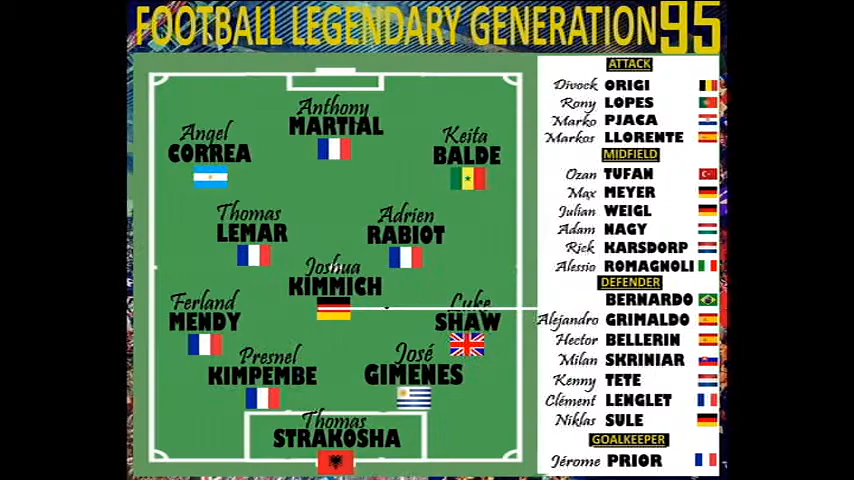 FOOTBALL LEGENDARY GENERATION 95
Anthony
MARTIAL
Angel
CORREA
Keita
BALDE
Thomas
LEMAR
Adrien
RABIOT
Joshua
KIMMICH
Ferland
MENDY
Luke
SHAW
Presnel
KIMPEMBE
José
GIMENES
Thomas
STRAKOSHA
ATTACK
Divock ORIGI
Rony LOPES
Marko PJACA
Markos LLORENTE
MIDFIELD
Ozan TUFAN
Max MEYER
Julian WEIGL
Adam NAGY
Rick KARSDORP
Alessio ROMAGNOLI
DEFENDER
BERNARDO
Alejandro GRIMALDO
Hector BELLERIN
Milan SKRINIAR
Kenny TETE
Clément LENGLET
Niklas SULE
GOALKEEPER
Jérome PRIOR